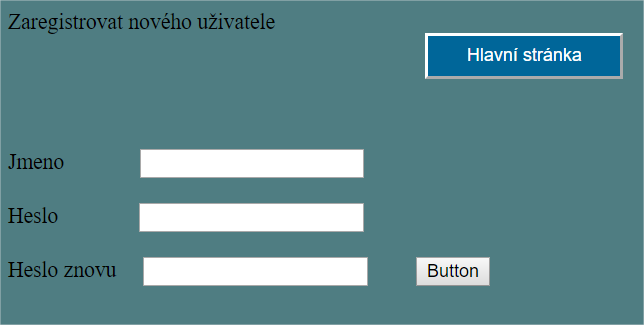 Zaregistrovat nového uživatele
Hlavní stránka
Jmeno
Heslo
Heslo znovu
Button